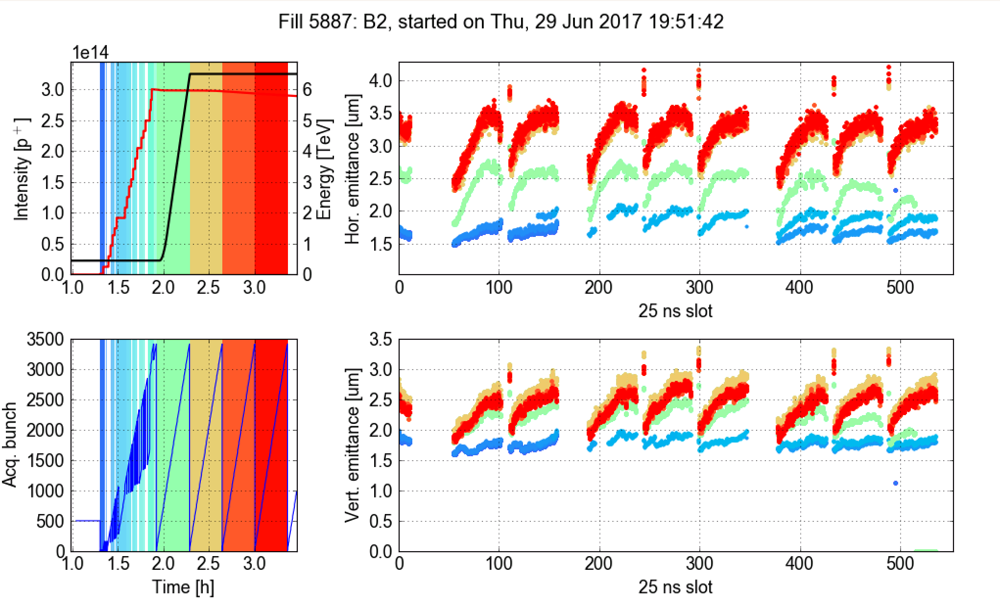 Fill 5887: B2, started on Thu, 29 Jun 2017 19:51:42
1e14
Intensity [p⁺]
3.0
2.5
2.0
1.5
1.0
0.5
0.0
1.0 1.5 2.0 2.5 3.0
6
5
4
3
2
1
0
Energy [TeV]
Hor. emittance [um]
4.0
3.5
3.0
2.5
2.0
1.5
0 100 200 300 400 500
25 ns slot
Acq. bunch
3500
3000
2500
2000
1500
1000
500
0
1.0 1.5 2.0 2.5 3.0
Time [h]
Vert. emittance [um]
3.5
3.0
2.5
2.0
1.5
1.0
0.5
0.0
0 100 200 300 400 500
25 ns slot